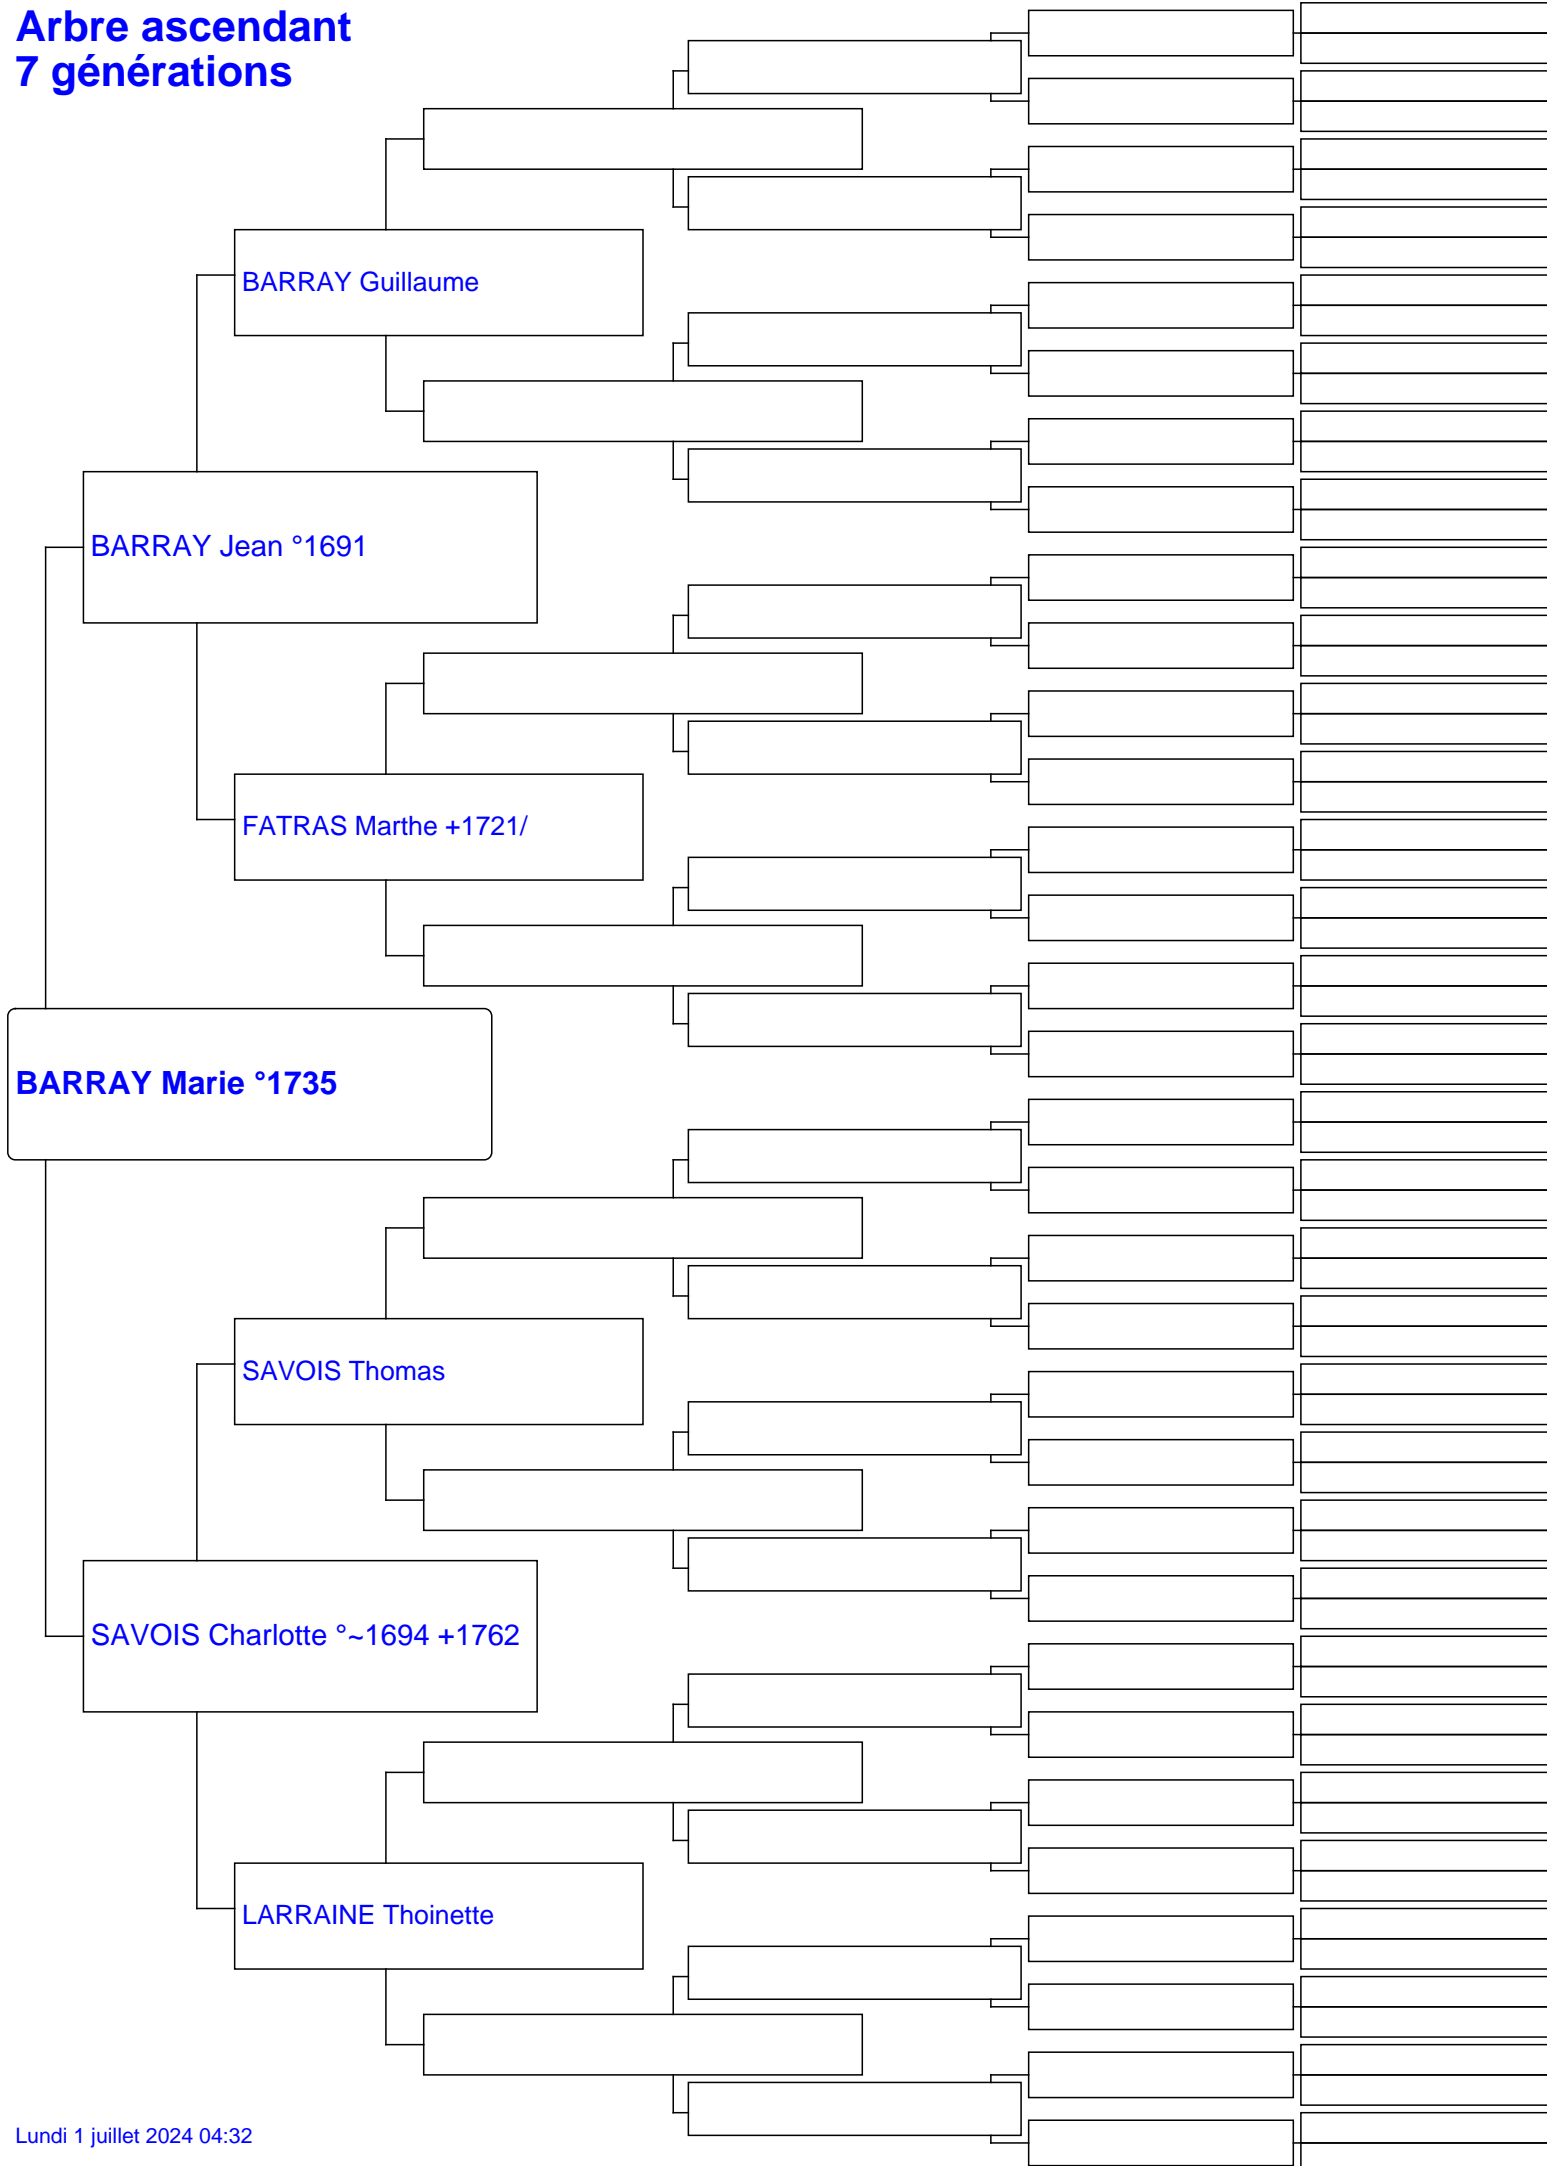 Arbre ascendant
7 générations
BARRAY Guillaume
BARRAY Jean °1691
FATRAS Marthe +1721/
BARRAY Marie °1735
SAVOIS Thomas
SAVOIS Charlotte °~1694 +1762
LARRAINE Thoinette
Lundi 1 juillet 2024 04:32